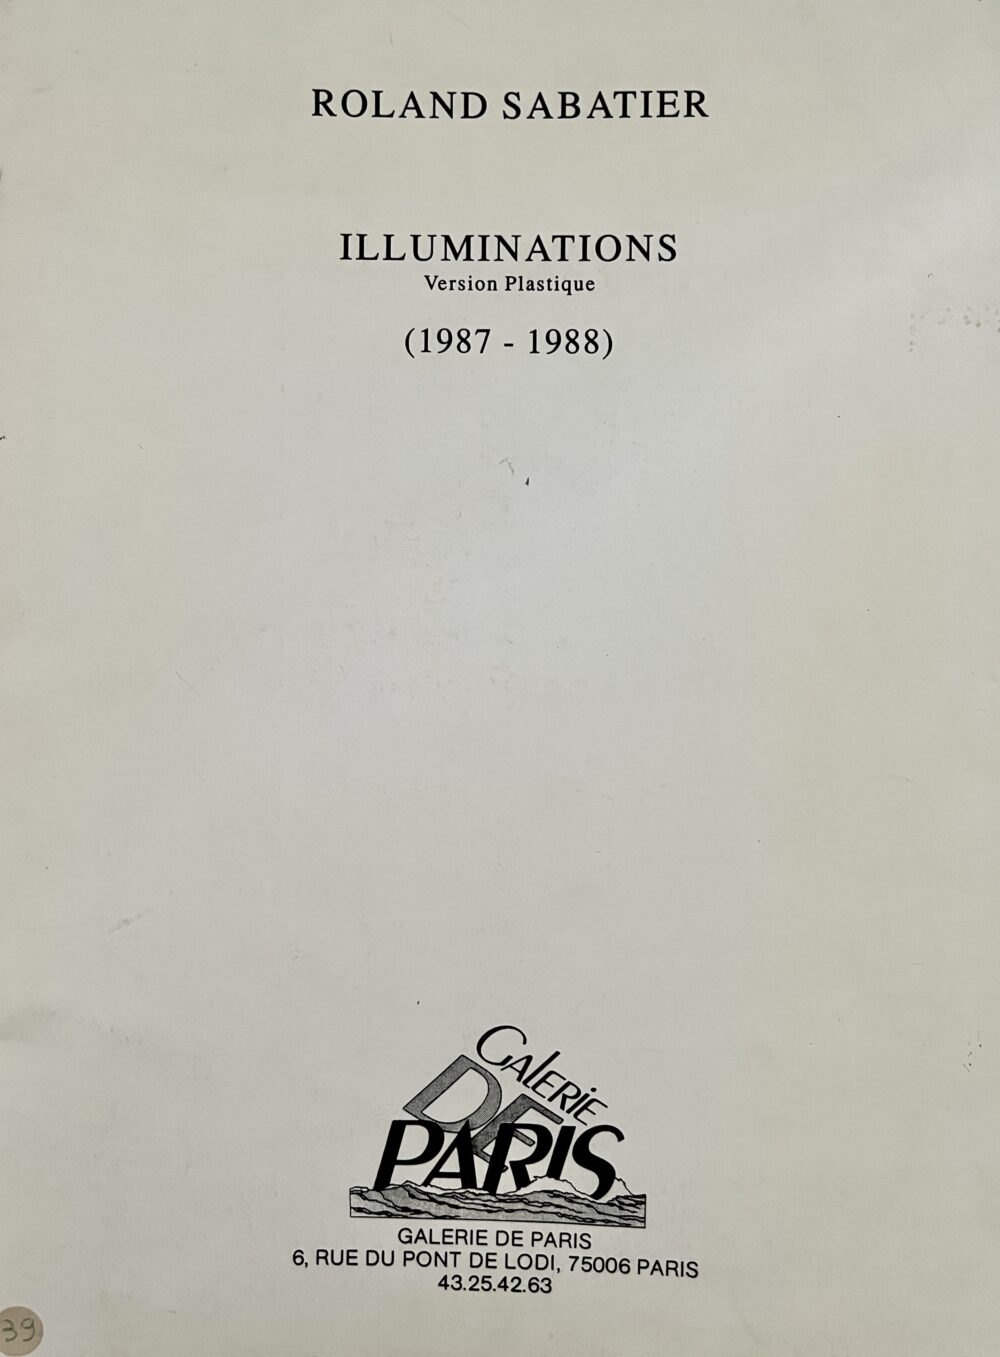 ROLAND SABATIER
ILLUMINATIONS
Version Plastique
(1987 - 1988)
GALERIE
DE
PARIS
GALERIE DE PARIS
6, RUE DU PONT DE LODI, 75006 PARIS
43.25.42.63
39